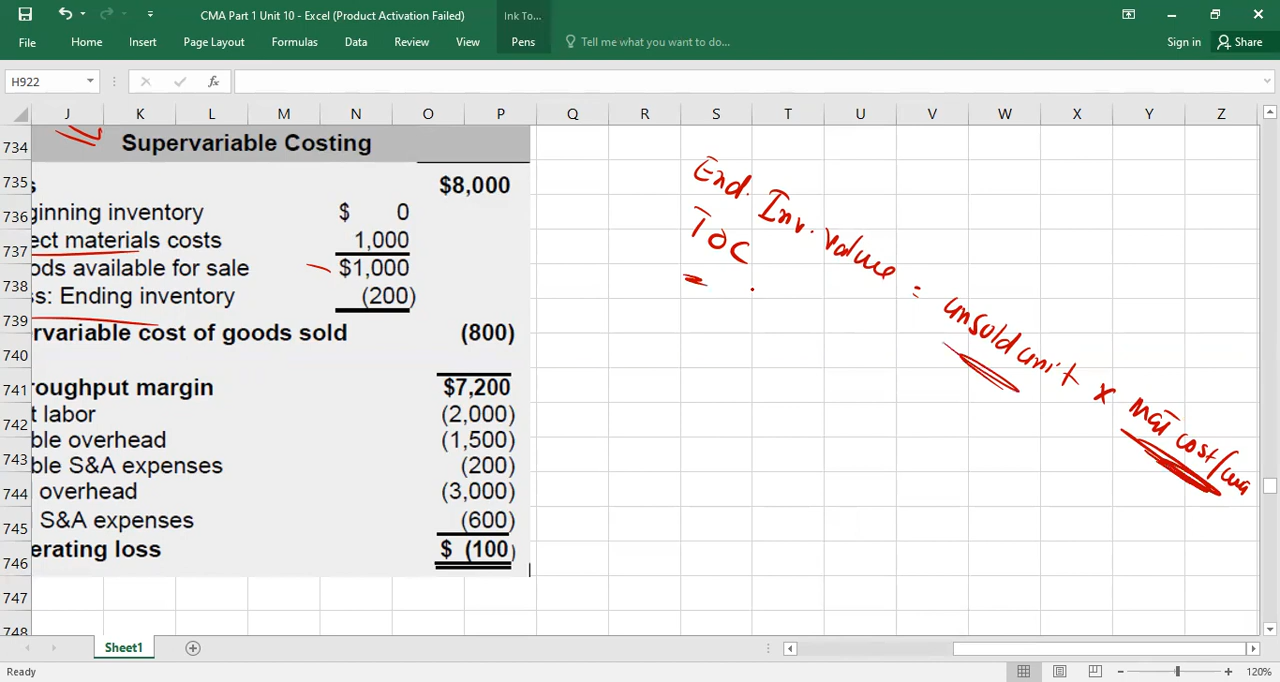 CMA Part 1 Unit 10 - Excel (Product Activation Failed)
Ink To...
File Home Insert Page Layout Formulas Data Review View Pens Tell me what you want to do... Sign in Share
H922 fx
J K L M N O P Q R S T U V W X Y Z
734 Supervariable Costing
735 s $8,000
736 ginning inventory $ 0
737 ect materials costs 1,000
738 ods available for sale $1,000
739 ss: Ending inventory (200)
740 rvariable cost of goods sold (800)
741 roughput margin $7,200
742 t labor (2,000)
743 ble overhead (1,500)
744 ble S&A expenses (200)
overhead (3,000)
745 S&A expenses (600)
746 erating loss $ (100)
747
748
End. Inv. value = unsold unit x Mat cost/
TOC
Sheet1
Ready 120%